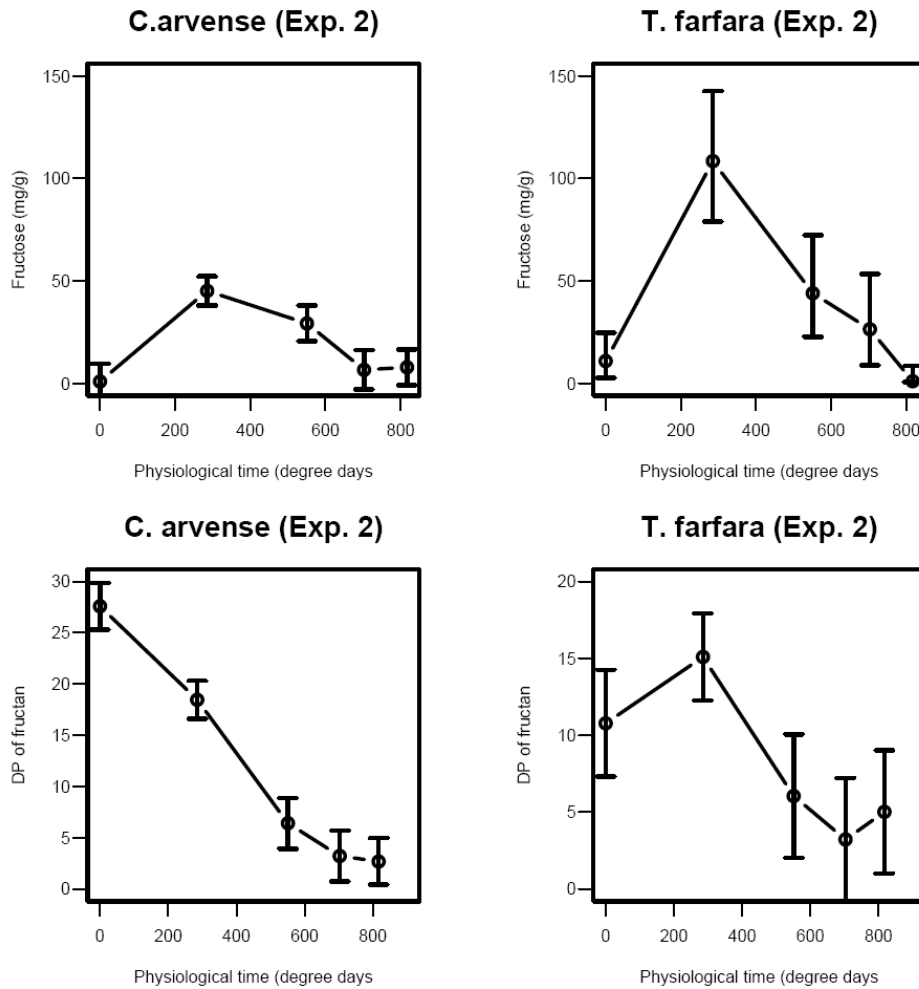 C.arvense (Exp. 2)
150
100
50
0
Fructose (mg/g)
0 200 400 600 800
Physiological time (degree days
T. farfara (Exp. 2)
150
100
50
0
Fructose (mg/g)
0 200 400 600 800
Physiological time (degree days
C. arvense (Exp. 2)
30
25
20
15
10
5
0
DP of fructan
0 200 400 600 800
Physiological time (degree days
T. farfara (Exp. 2)
20
15
10
5
0
DP of fructan
0 200 400 600 800
Physiological time (degree days